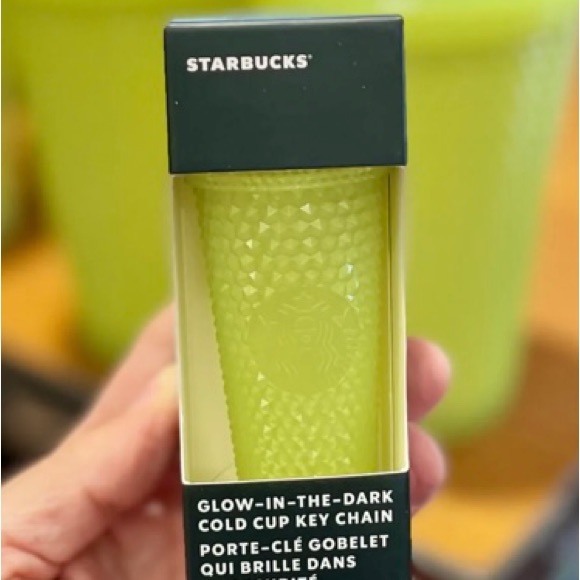 STARBUCKS®
GLOW-IN-THE-DARK
COLD CUP KEY CHAIN
PORTE-CLÉ GOBELET
QUI BRILLE DANS